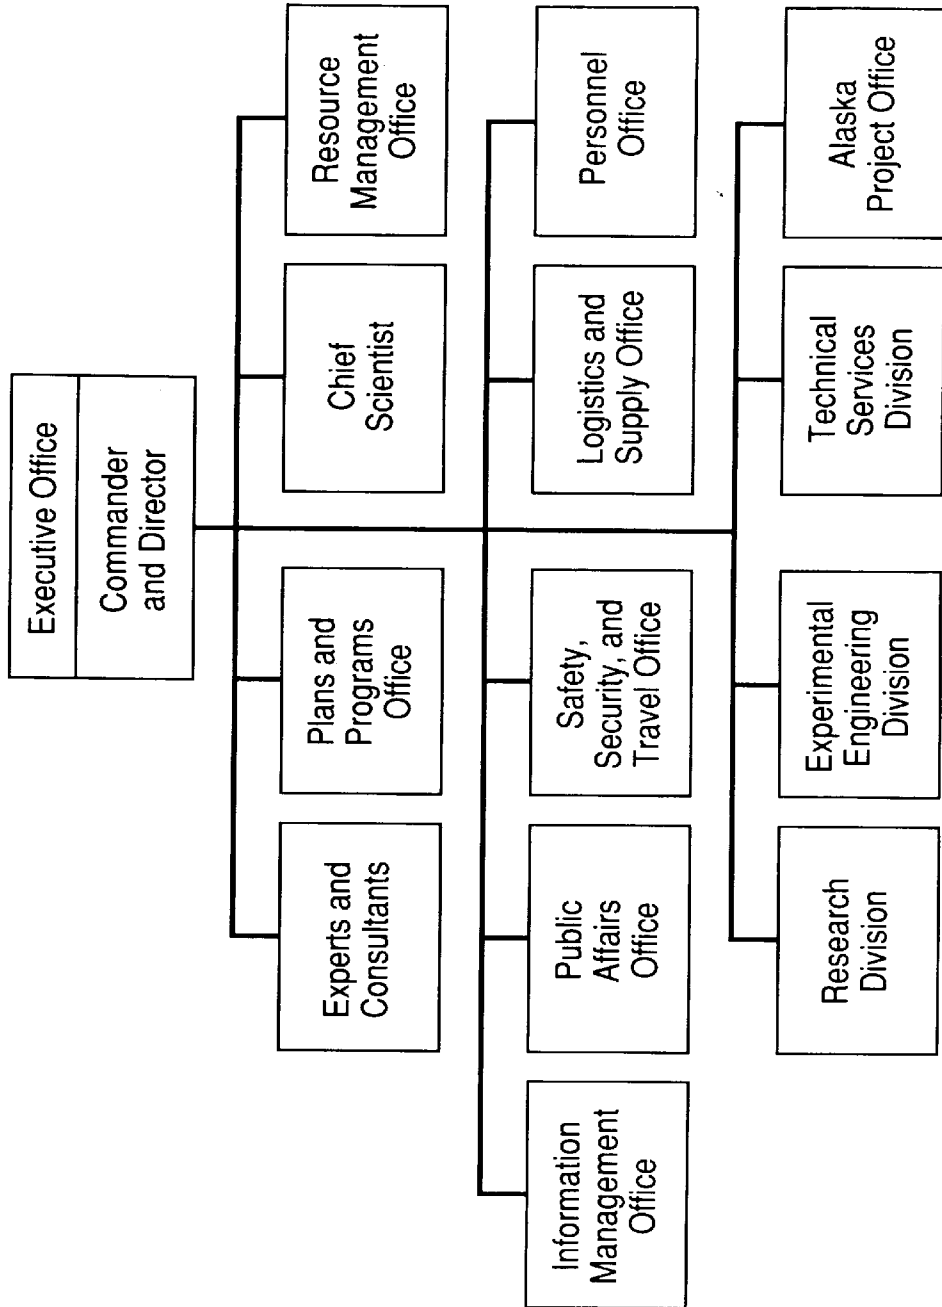 Executive Office
Commander
and Director
Experts and
Consultants
Plans and
Programs
Office
Chief
Scientist
Resource
Management
Office
Information
Management
Office
Public
Affairs
Office
Safety,
Security, and
Travel Office
Logistics and
Supply Office
Personnel
Office
Research
Division
Experimental
Engineering
Division
Technical
Services
Division
Alaska
Project Office